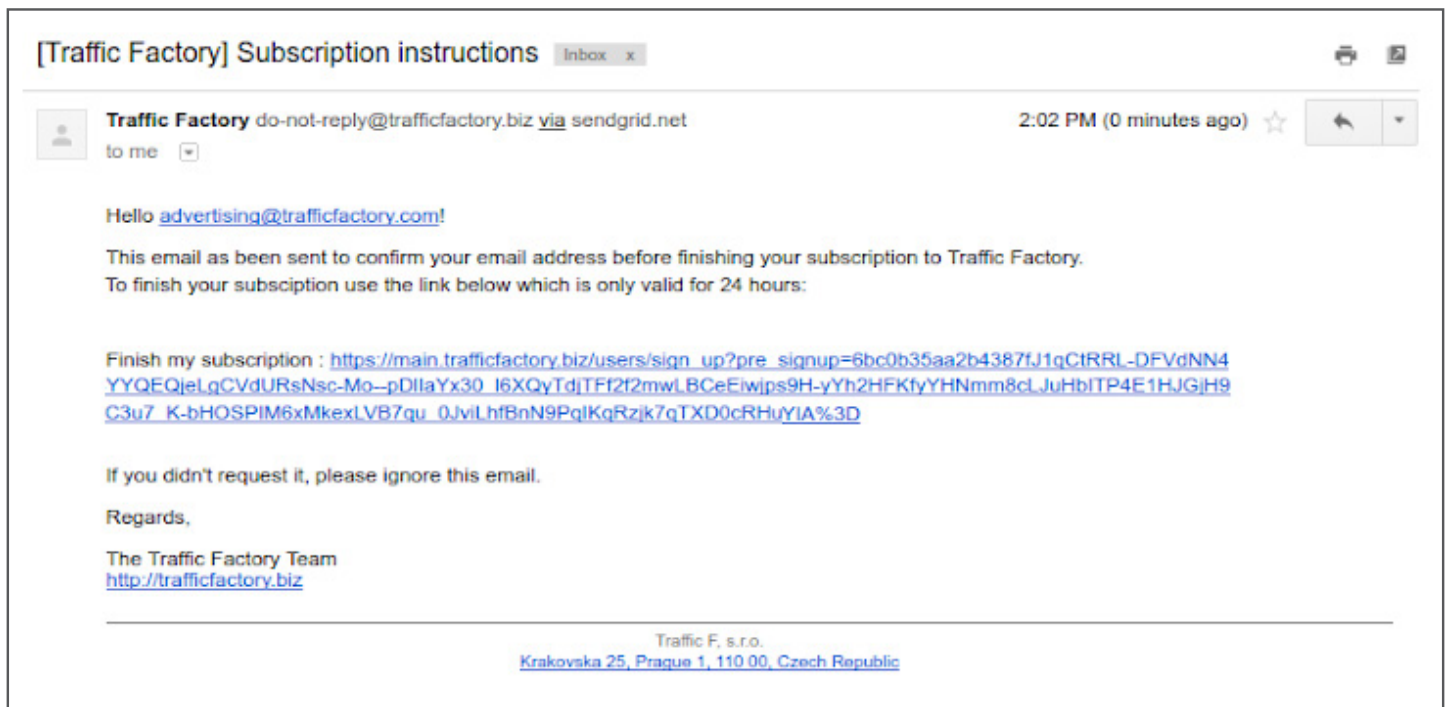 [Traffic Factory] Subscription instructions Inbox x
Traffic Factory do-not-reply@trafficfactory.biz via sendgrid.net 2:02 PM (0 minutes ago)
to me
Hello advertising@trafficfactory.com!
This email as been sent to confirm your email address before finishing your subscription to Traffic Factory.
To finish your subsciption use the link below which is only valid for 24 hours:
Finish my subscription : https://main.trafficfactory.biz/users/sign_up?pre_signup=6bc0b35aa2b4387fJ1qCtRRL-DFVdNN4
YYQEQjeLgCVdURsNsc-Mo--pDIIaYx30_I6XQyTdjTFf2f2mwLBCeEiwjps9H-yYh2HFKfyYHNmm8cLJuHbITP4E1HJGjH9
C3u7_K-bHOSPIM6xMkexLVB7qu_0JviLhfBnN9PqIKqRzjk7qTXD0cRHuYIA%3D
If you didn't request it, please ignore this email.
Regards,
The Traffic Factory Team
http://trafficfactory.biz
Traffic F, s.r.o.
Krakovska 25, Prague 1, 110 00, Czech Republic